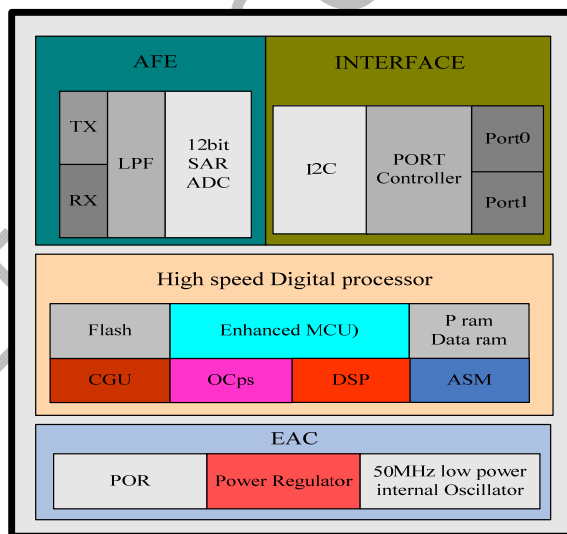 AFE
INTERFACE
TX
RX
LPF
12bit
SAR
ADC
I2C
PORT
Controller
Port0
Port1
High speed Digital processor
Flash
Enhanced MCU)
P ram
Data ram
CGU
OCps
DSP
ASM
EAC
POR
Power Regulator
50MHz low power
internal Oscillator